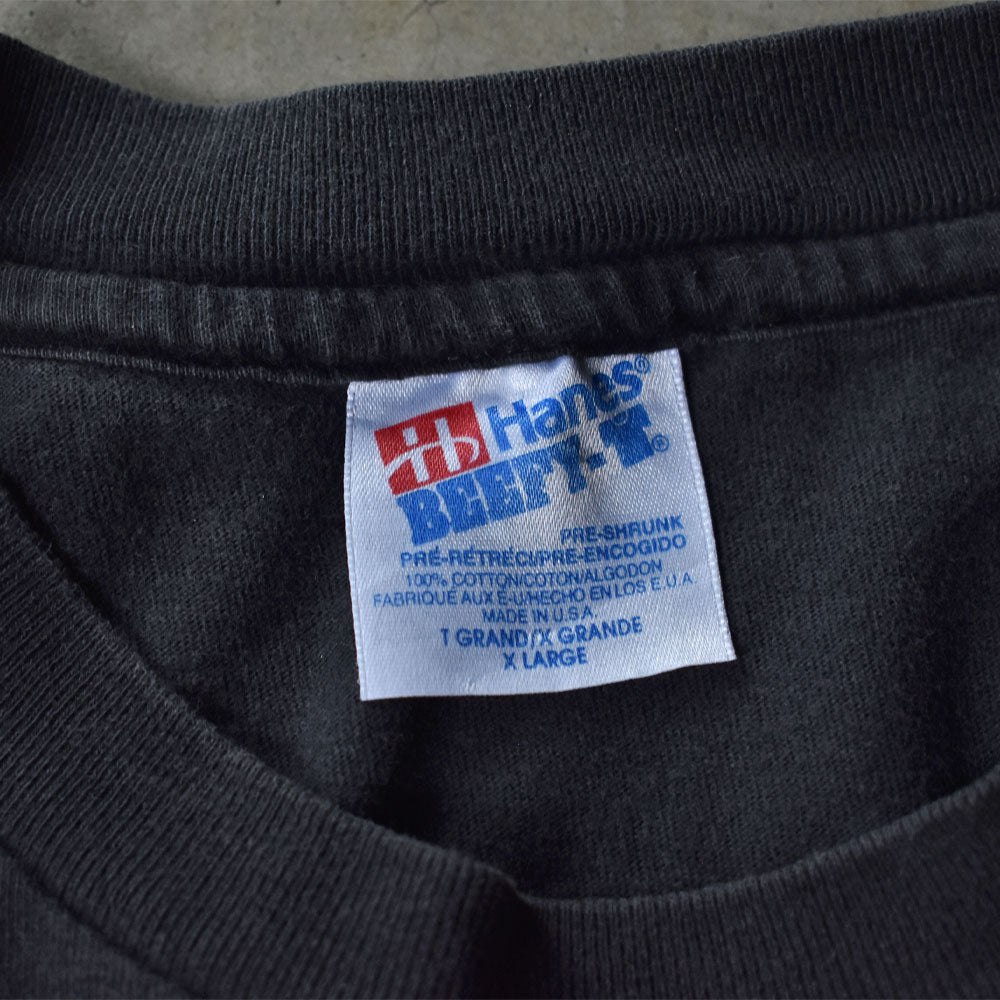 Hanes®
BEEFY-T®
PRE-SHRUNK
PRÉ-RÉTRÉCI/PRE-ENCOGIDO
100% COTTON/COTON/ALGODON
FABRIQUÉ AUX É-U/HECHO EN LOS E.U.A.
MADE IN U.S.A.
T GRAND/X GRANDE
X LARGE